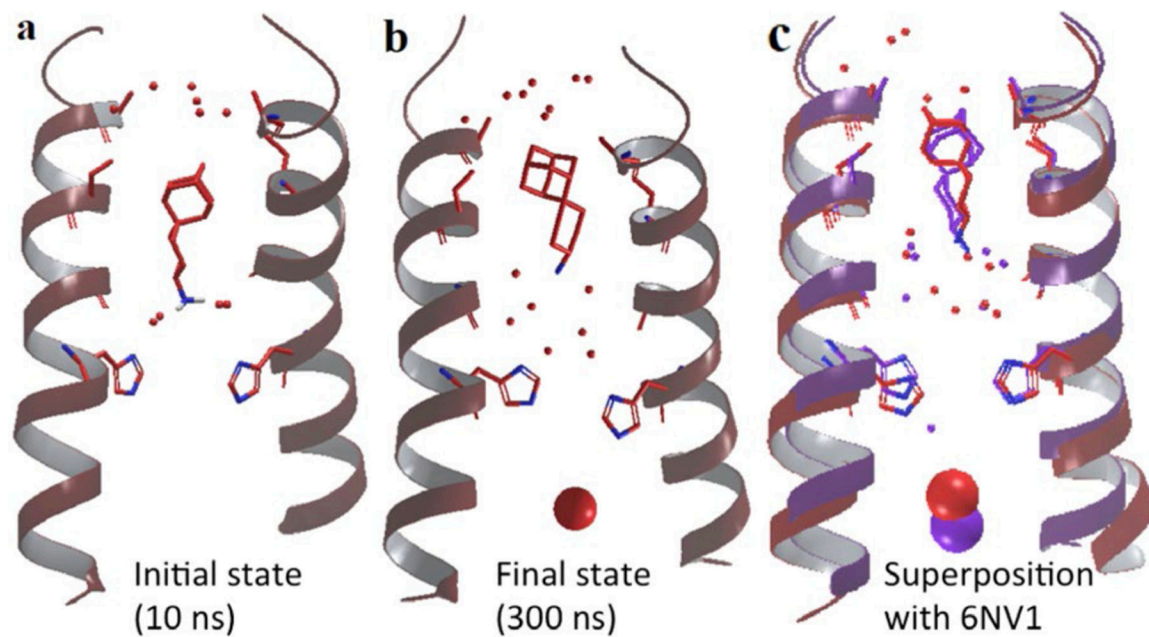 a
b
c
Initial state
(10 ns)
Final state
(300 ns)
Superposition
with 6NV1